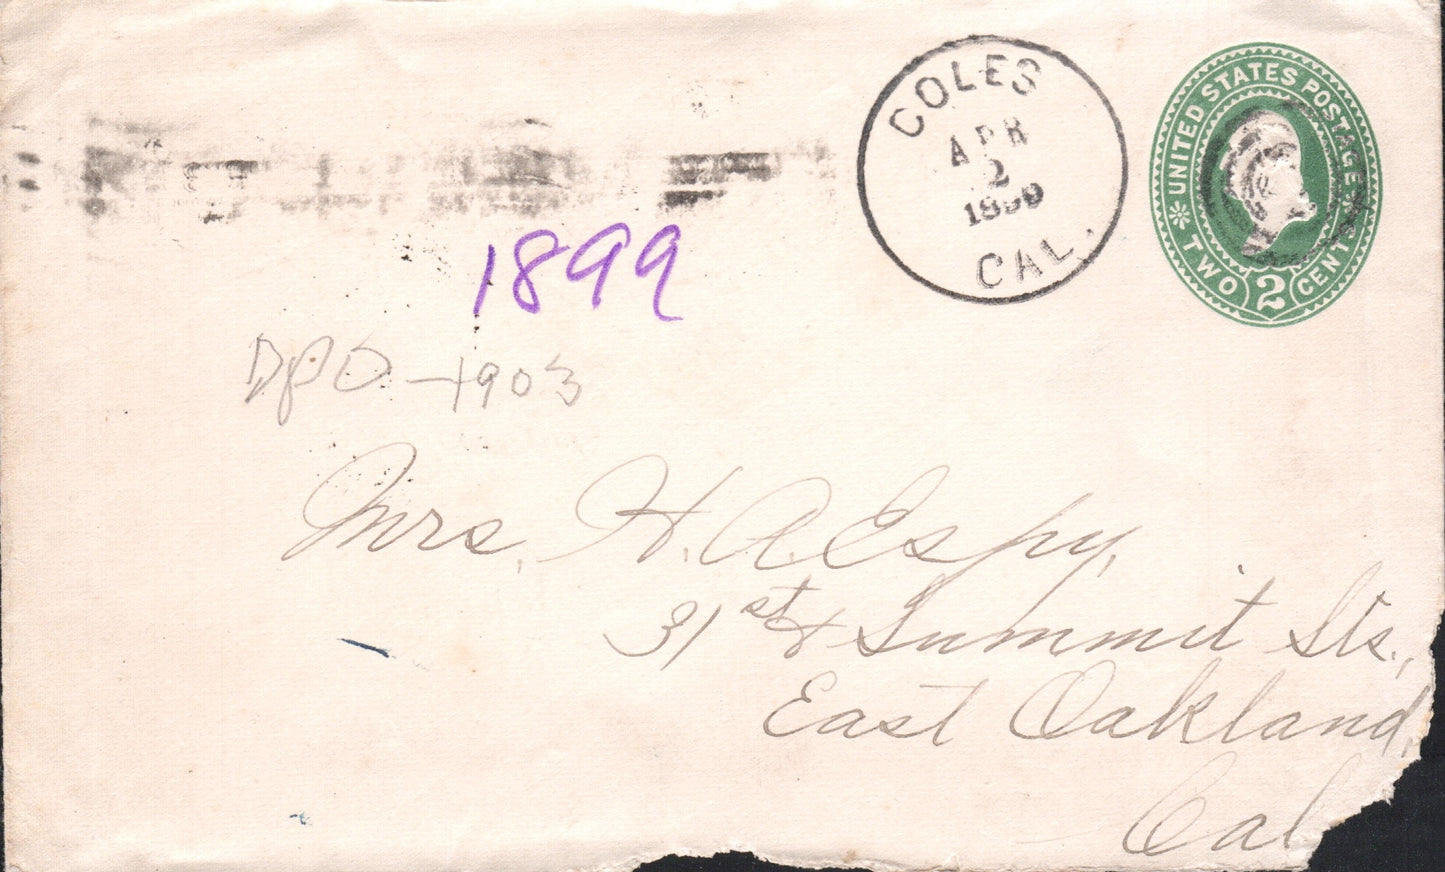 COLES
APR
2
1899
CAL.
UNITED STATES POSTAGE
TWO 2 CENTS
1899
DPO - 1903
Mrs. H. A. Espy,
31st & Summit Sts.,
East Oakland,
Cal